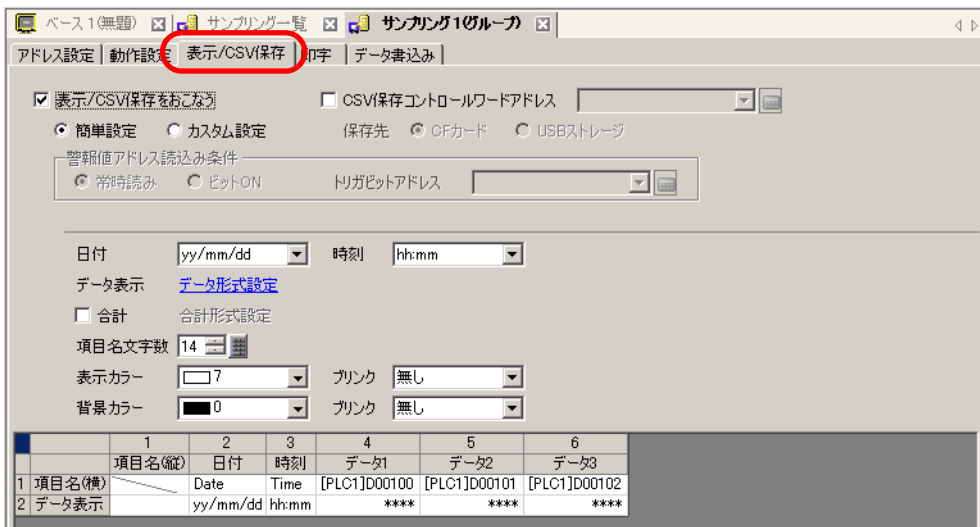 ベース 1(無題) サンプリング一覧 サンプリング 1(グループ)
アドレス設定 動作設定 表示/CSV保存 印字 データ書込み
表示/CSV保存をおこなう CSV保存コントロールワードアドレス
簡単設定 カスタム設定 保存先 CFカード USBストレージ
警報値アドレス読込み条件
常時読み ビットON トリガビットアドレス
日付 yy/mm/dd 時刻 hh:mm
データ表示 データ形式設定
合計 合計形式設定
項目名文字数 14
表示カラー 7 ブリンク 無し
背景カラー 0 ブリンク 無し
1 2 3 4 5 6
項目名(縦) 日付 時刻 データ1 データ2 データ3
1 項目名(横) Date Time [PLC1]D00100 [PLC1]D00101 [PLC1]D00102
2 データ表示 yy/mm/dd hh:mm **** **** ****